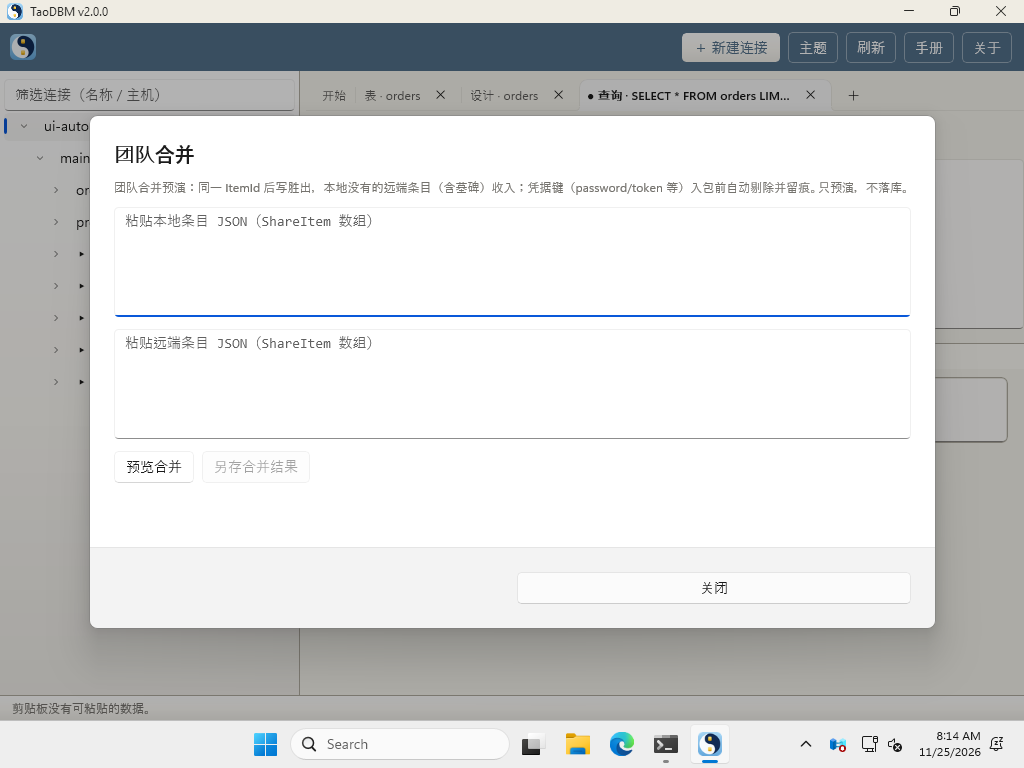 TaoDBM v2.0.0
+ 新建连接
主题
刷新
手册
关于
筛选连接（名称 / 主机）
开始
表 · orders
设计 · orders
● 查询 · SELECT * FROM orders LIM...
ui-auto
main
or
pr
团队合并
团队合并预演：同一 ItemId 后写胜出，本地没有的远端条目（含墓碑）收入；凭据键（password/token 等）入包前自动剔除并留痕。只预演，不落库。
粘贴本地条目 JSON（ShareItem 数组）
粘贴远端条目 JSON（ShareItem 数组）
预览合并
另存合并结果
关闭
剪贴板没有可粘贴的数据。
Search
8:14 AM
11/25/2026